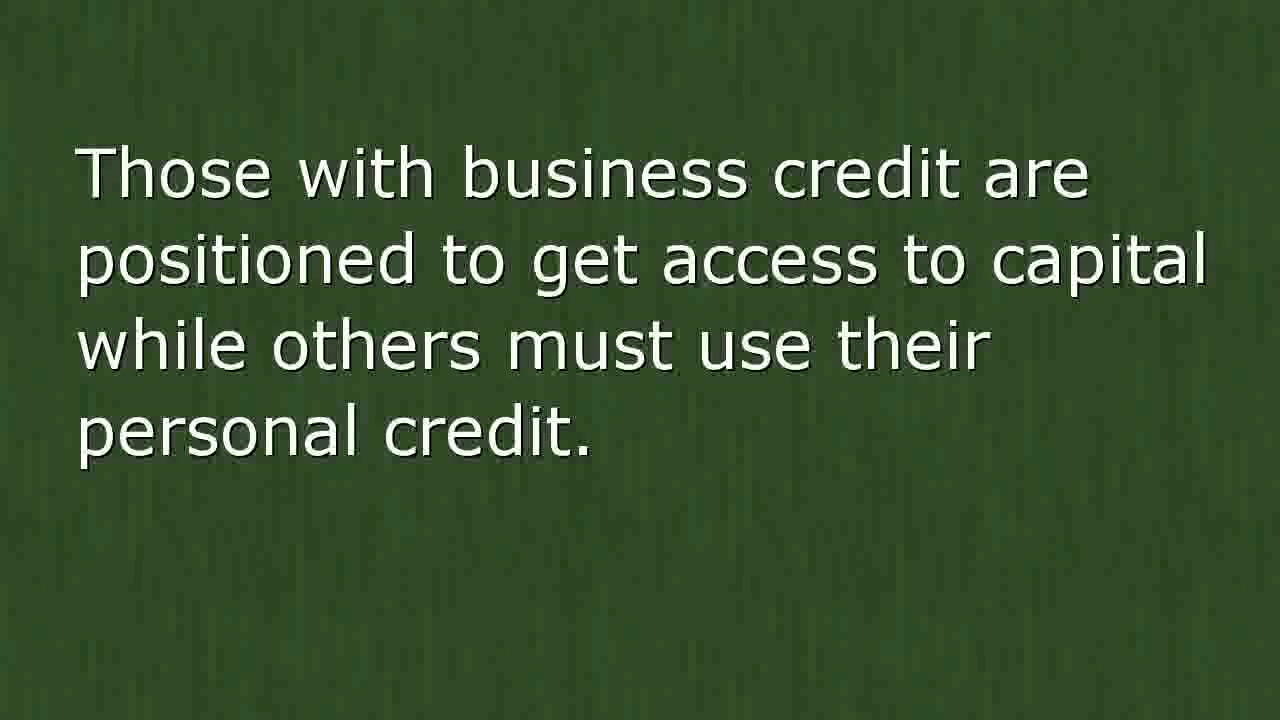 Those with business credit are
positioned to get access to capital
while others must use their
personal credit.